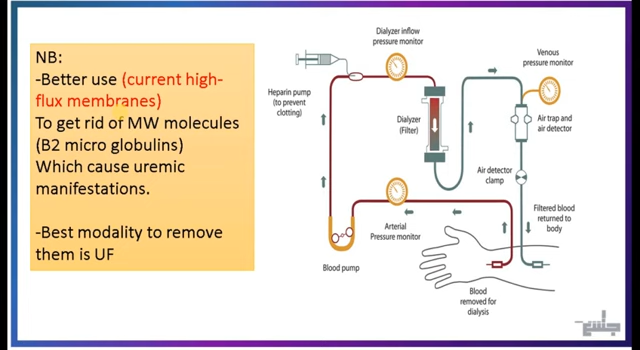 NB:
-Better use (current high-
flux membranes)
To get rid of MW molecules
(B2 micro globulins)
Which cause uremic
manifestations.
-Best modality to remove
them is UF
Dialyzer inflow
pressure monitor
Venous
pressure monitor
Heparin pump
(to prevent
clotting)
Dialyzer
(Filter)
Air trap and
air detector
Air detector
clamp
Filtered blood
returned to
body
Arterial
Pressure monitor
Blood pump
Blood
removed for
dialysis